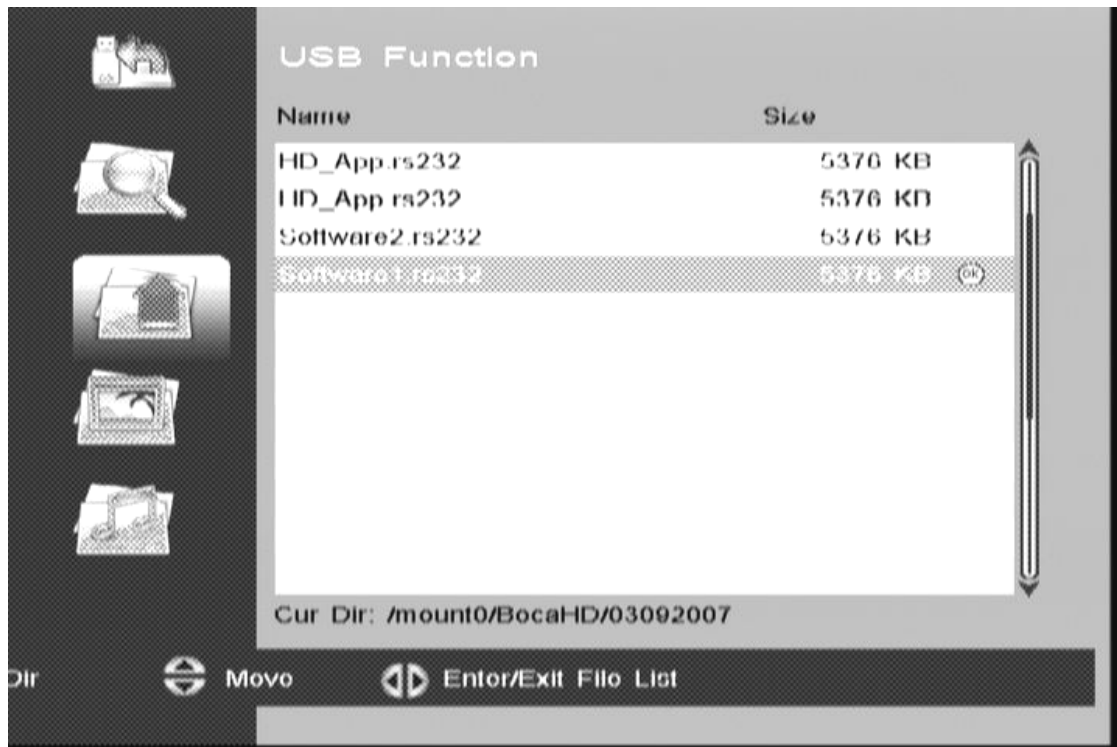 USB Function
Name Size
HD_App.rs232 5376 KB
HD_App rs232 5376 KB
Software2.rs232 5376 KB
Software1.rs232 5376 KB OK
Cur Dir: /mount0/BocaHD/03092007
Dir Move Enter/Exit File List